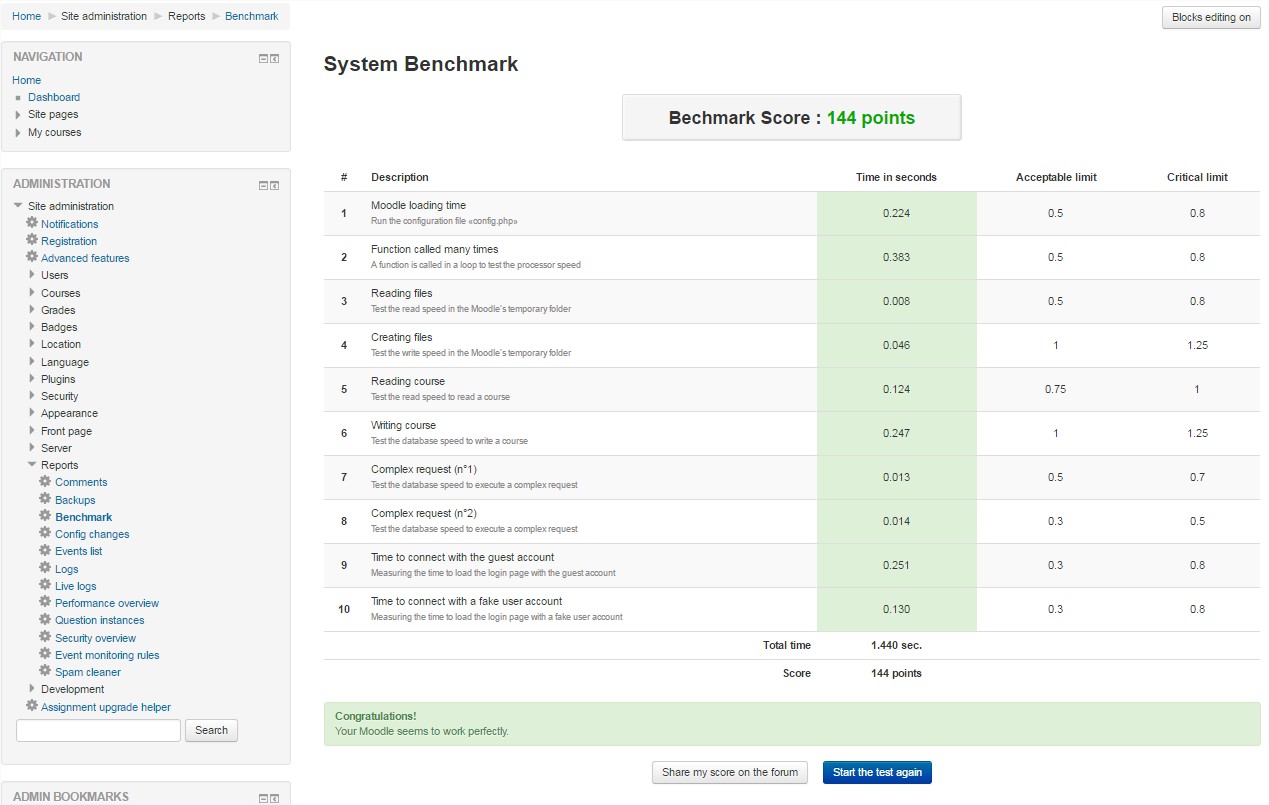 Home Site administration Reports Benchmark
Blocks editing on
NAVIGATION
Home
Dashboard
Site pages
My courses
ADMINISTRATION
Site administration
Notifications
Registration
Advanced features
Users
Courses
Grades
Badges
Location
Language
Plugins
Security
Appearance
Front page
Server
Reports
Comments
Backups
Benchmark
Config changes
Events list
Logs
Live logs
Performance overview
Question instances
Security overview
Event monitoring rules
Spam cleaner
Development
Assignment upgrade helper
Search
ADMIN BOOKMARKS
System Benchmark
Bechmark Score : 144 points
# Description Time in seconds Acceptable limit Critical limit
1 Moodle loading time 0.224 0.5 0.8
Run the configuration file «config.php»
2 Function called many times 0.383 0.5 0.8
A function is called in a loop to test the processor speed
3 Reading files 0.008 0.5 0.8
Test the read speed in the Moodle's temporary folder
4 Creating files 0.046 1 1.25
Test the write speed in the Moodle's temporary folder
5 Reading course 0.124 0.75 1
Test the read speed to read a course
6 Writing course 0.247 1 1.25
Test the database speed to write a course
7 Complex request (n°1) 0.013 0.5 0.7
Test the database speed to execute a complex request
8 Complex request (n°2) 0.014 0.3 0.5
Test the database speed to execute a complex request
9 Time to connect with the guest account 0.251 0.3 0.8
Measuring the time to load the login page with the guest account
10 Time to connect with a fake user account 0.130 0.3 0.8
Measuring the time to load the login page with a fake user account
Total time 1.440 sec.
Score 144 points
Congratulations!
Your Moodle seems to work perfectly.
Share my score on the forum Start the test again